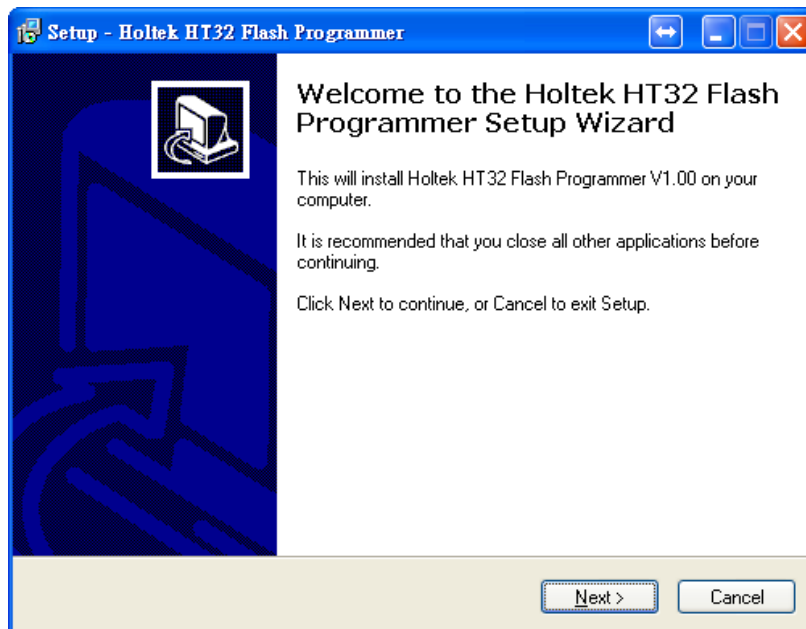 Setup - Holtek HT32 Flash Programmer
Welcome to the Holtek HT32 Flash
Programmer Setup Wizard
This will install Holtek HT32 Flash Programmer V1.00 on your
computer.
It is recommended that you close all other applications before
continuing.
Click Next to continue, or Cancel to exit Setup.
Next >
Cancel